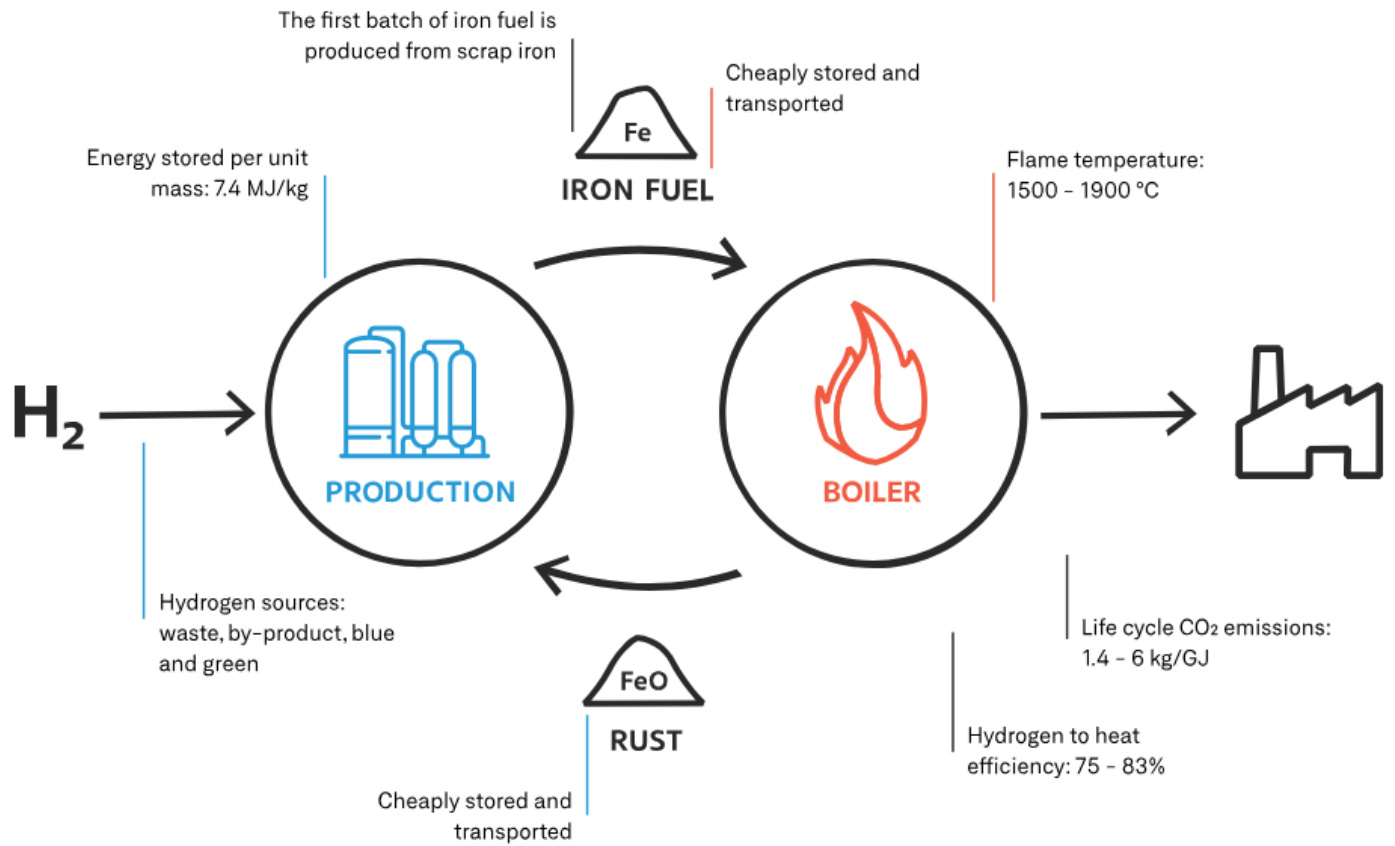 The first batch of iron fuel is
produced from scrap iron
Cheaply stored and
transported
Fe
IRON FUEL
Energy stored per unit
mass: 7.4 MJ/kg
Flame temperature:
1500 - 1900 °C
H₂
PRODUCTION
BOILER
Hydrogen sources:
waste, by-product, blue
and green
FeO
RUST
Cheaply stored and
transported
Life cycle CO₂ emissions:
1.4 - 6 kg/GJ
Hydrogen to heat
efficiency: 75 - 83%